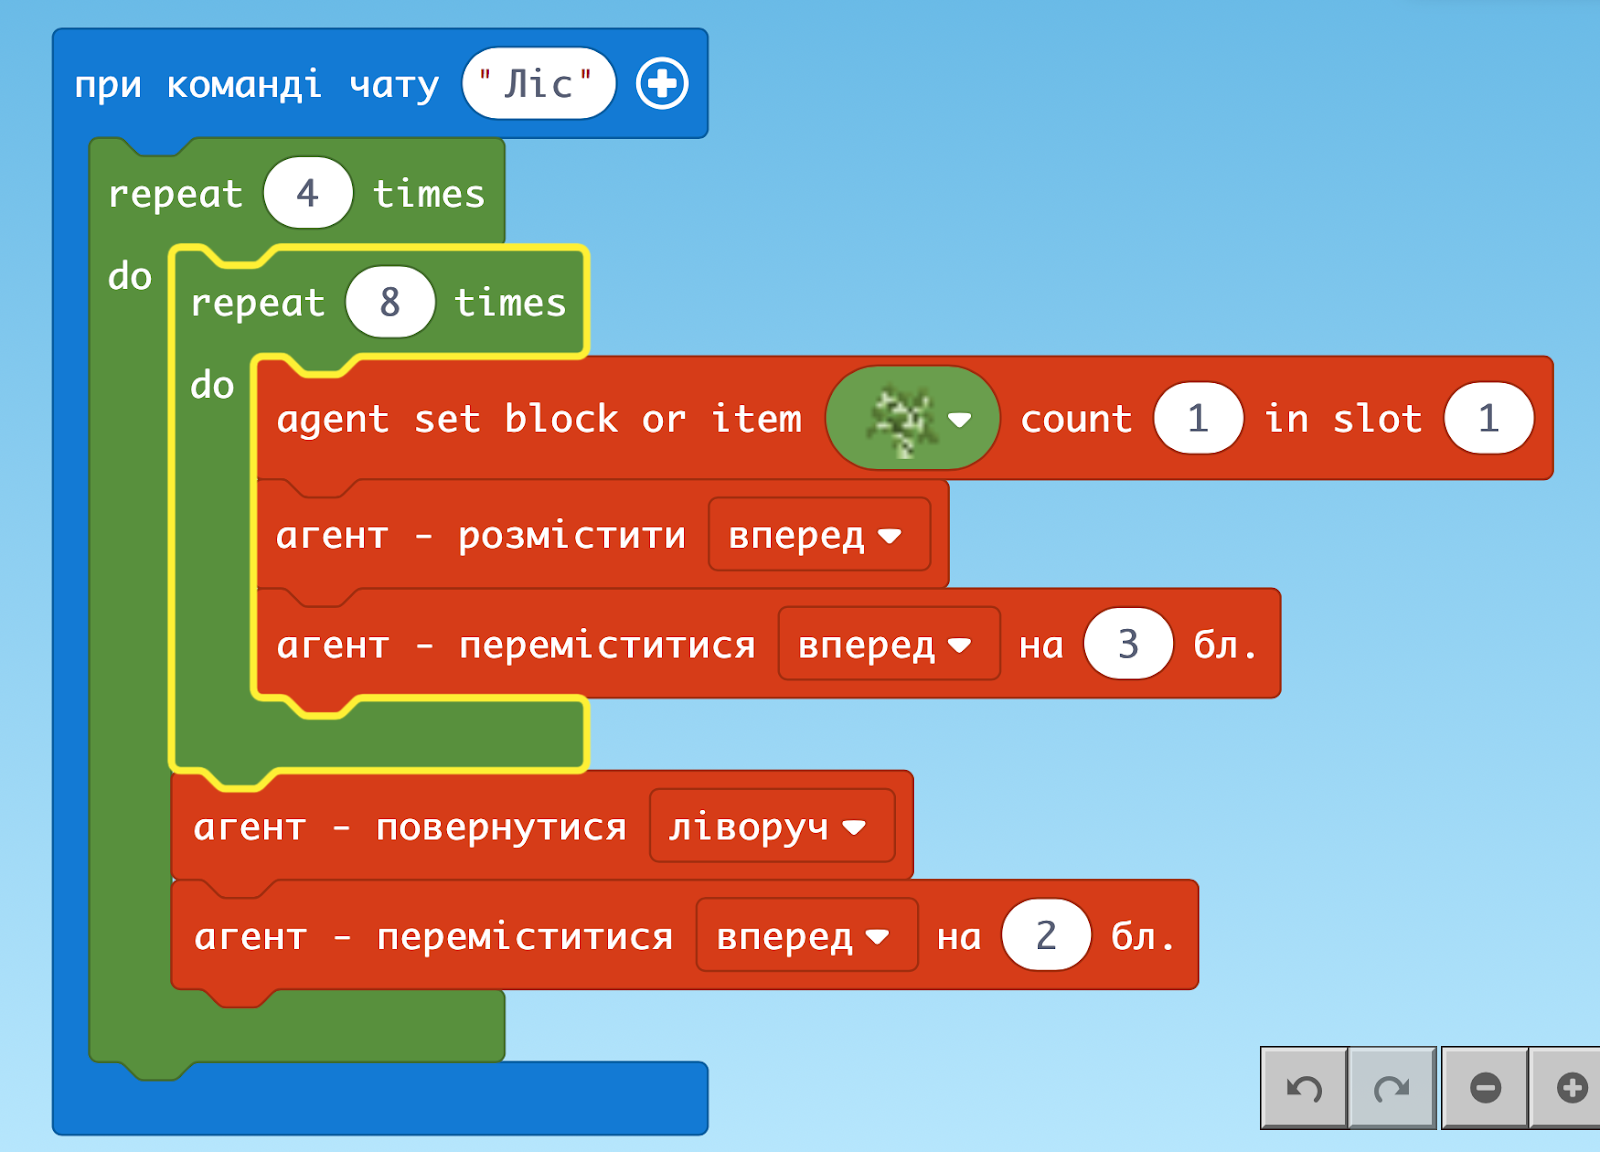 при команді чату "Ліс"
repeat 4 times
do
repeat 8 times
do
agent set block or item count 1 in slot 1
агент - розмістити вперед
агент - переміститися вперед на 3 бл.
агент - повернутися ліворуч
агент - переміститися вперед на 2 бл.